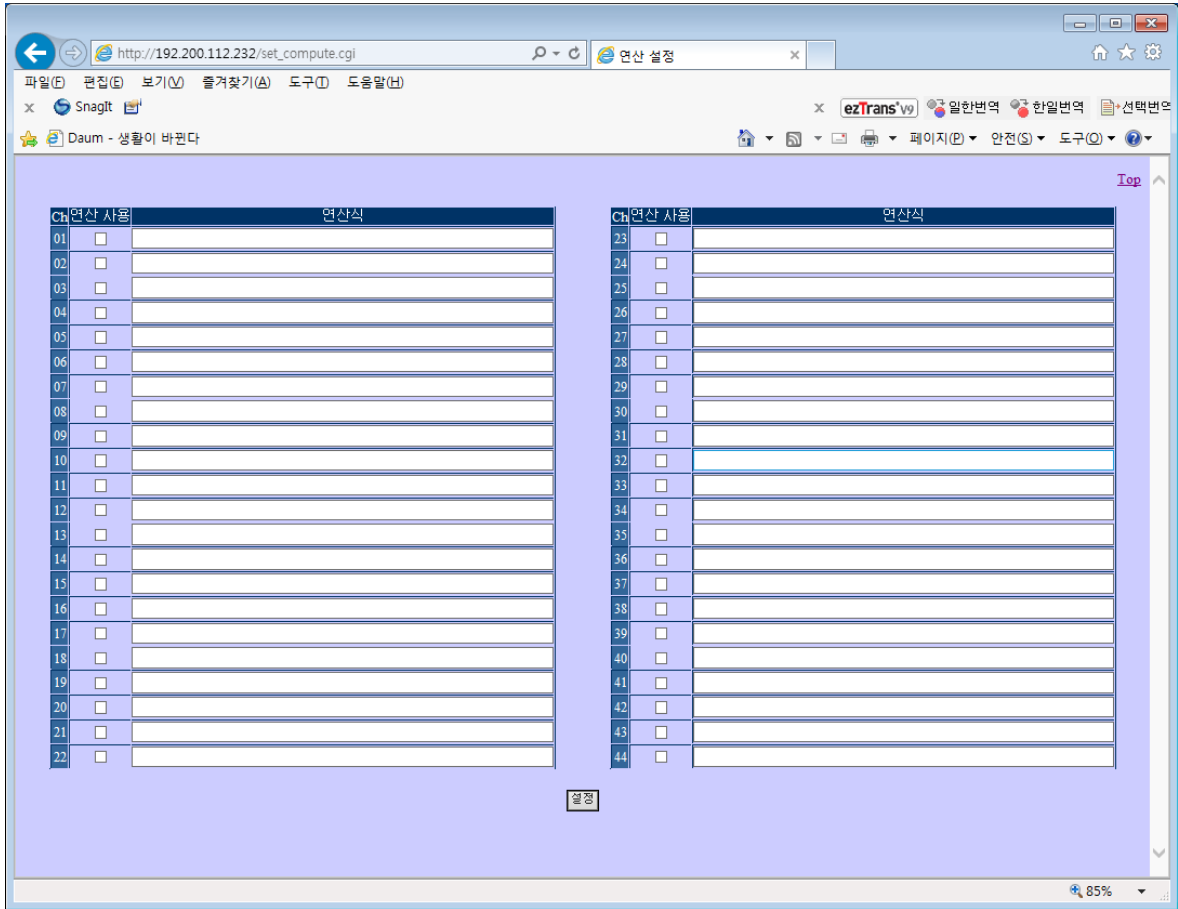 http://192.200.112.232/set_compute.cgi
연산 설정
파일(F) 편집(E) 보기(V) 즐겨찾기(A) 도구(T) 도움말(H)
x SnagIt x ezTrans'v9 일한번역 한일번역 선택번역
Daum - 생활이 바뀐다 페이지(P) 안전(S) 도구(O)
Top
Ch 연산 사용 연산식 Ch 연산 사용 연산식
01 23
02 24
03 25
04 26
05 27
06 28
07 29
08 30
09 31
10 32
11 33
12 34
13 35
14 36
15 37
16 38
17 39
18 40
19 41
20 42
21 43
22 44
설정
85%